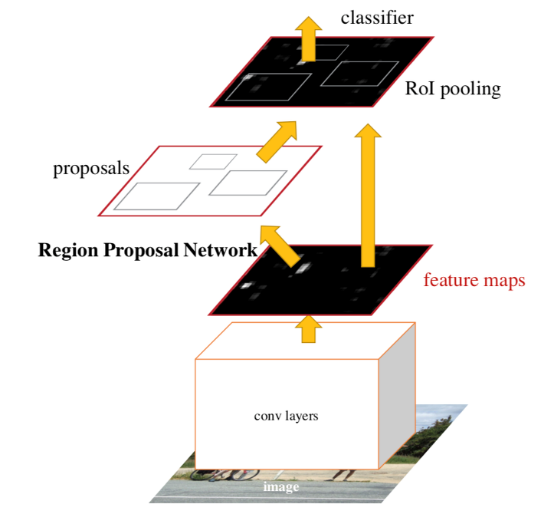 classifier
RoI pooling
proposals
Region Proposal Network
feature maps
conv layers
image